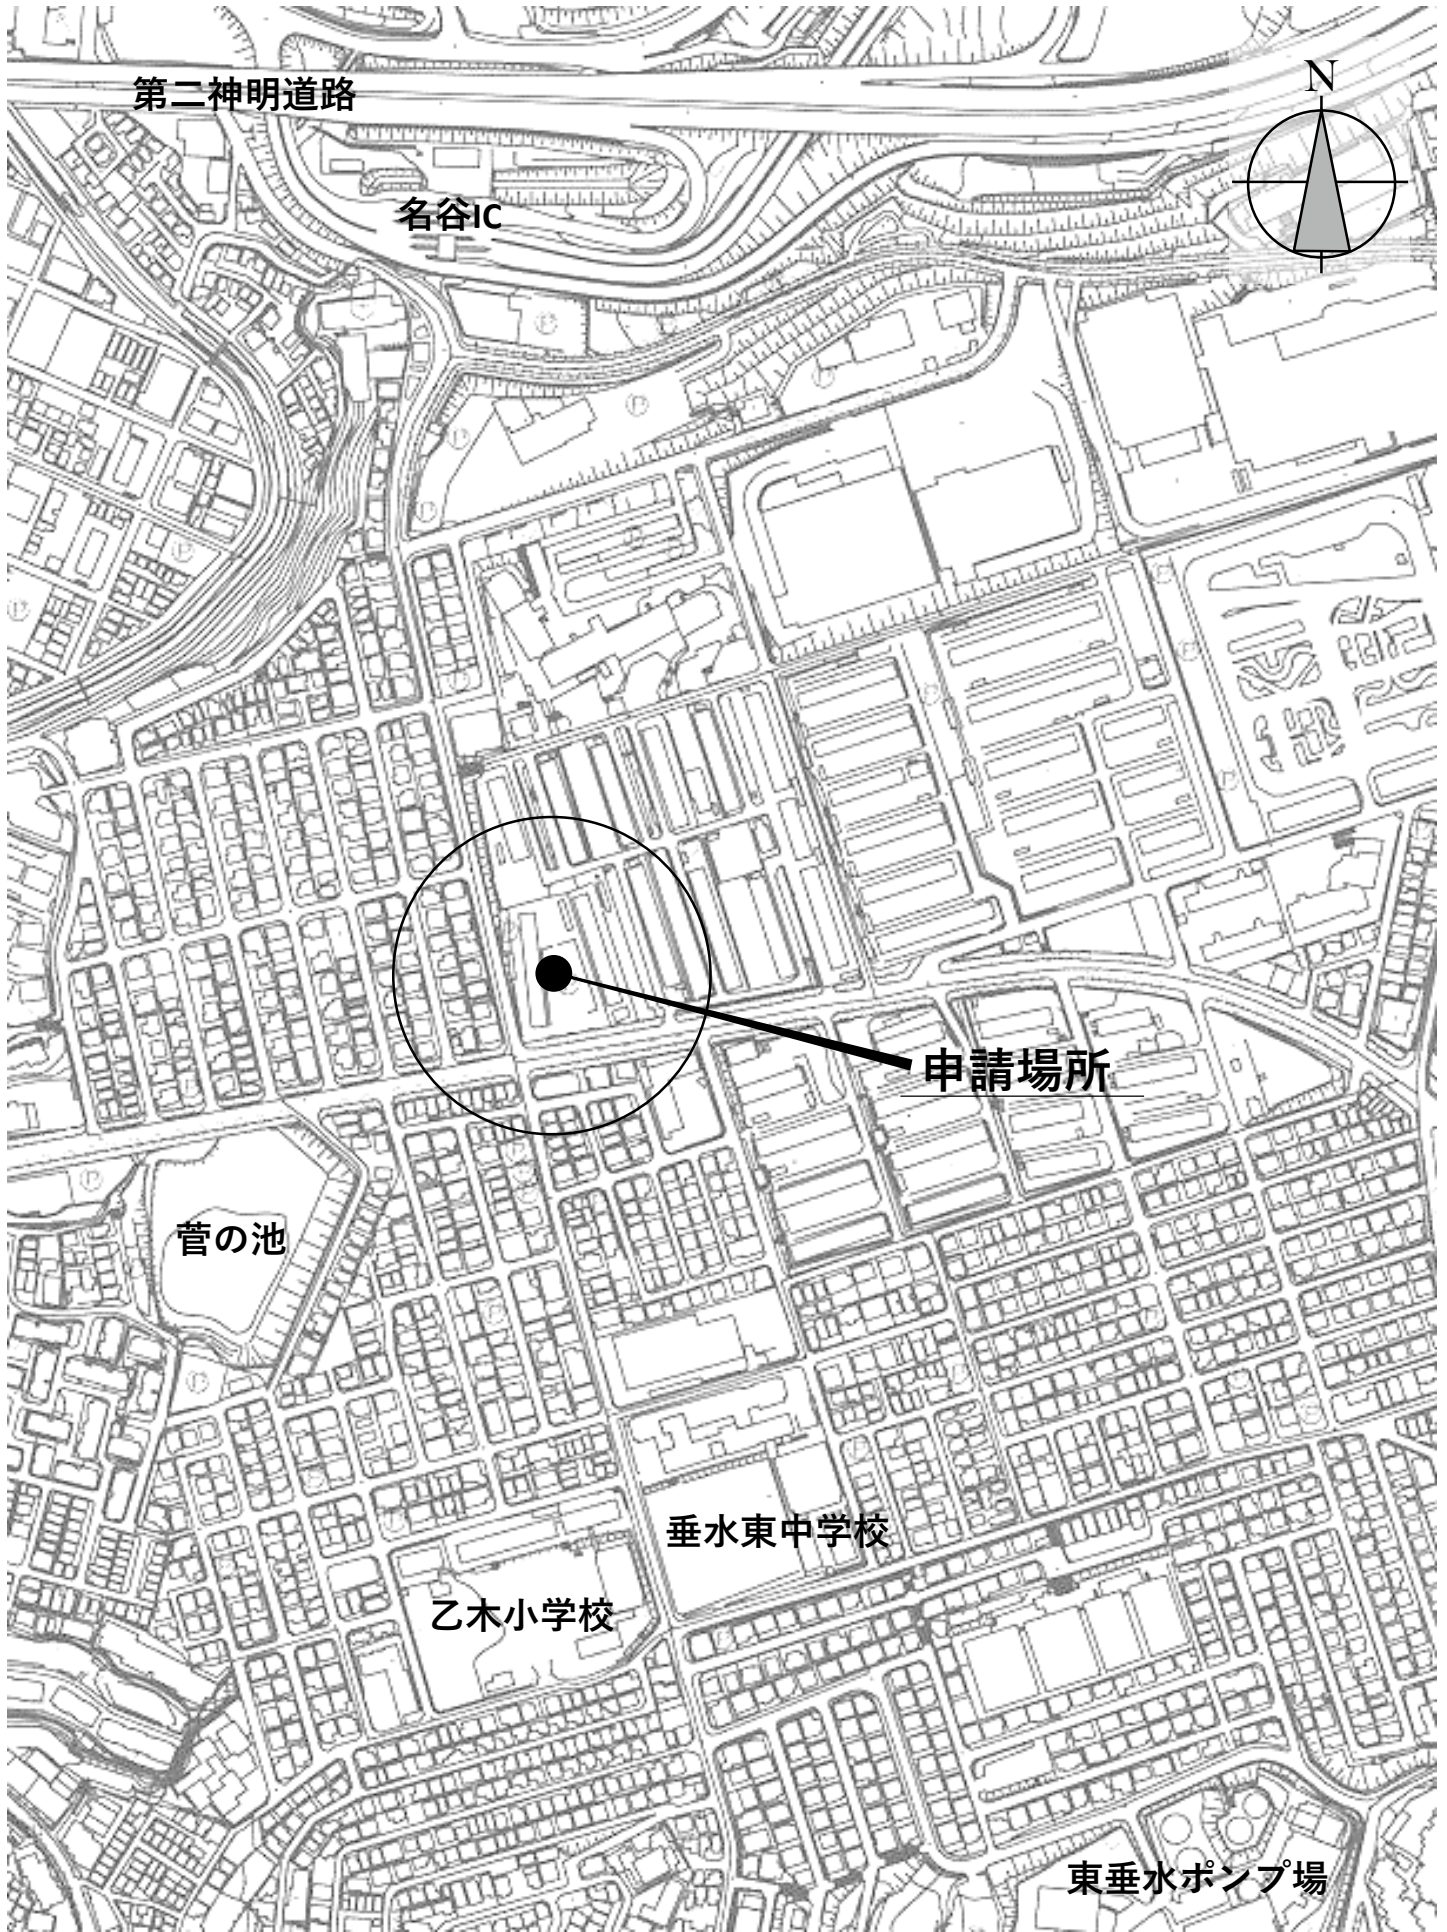 N
第二神明道路
名谷IC
申請場所
菅の池
垂水東中学校
乙木小学校
東垂水ポンプ場